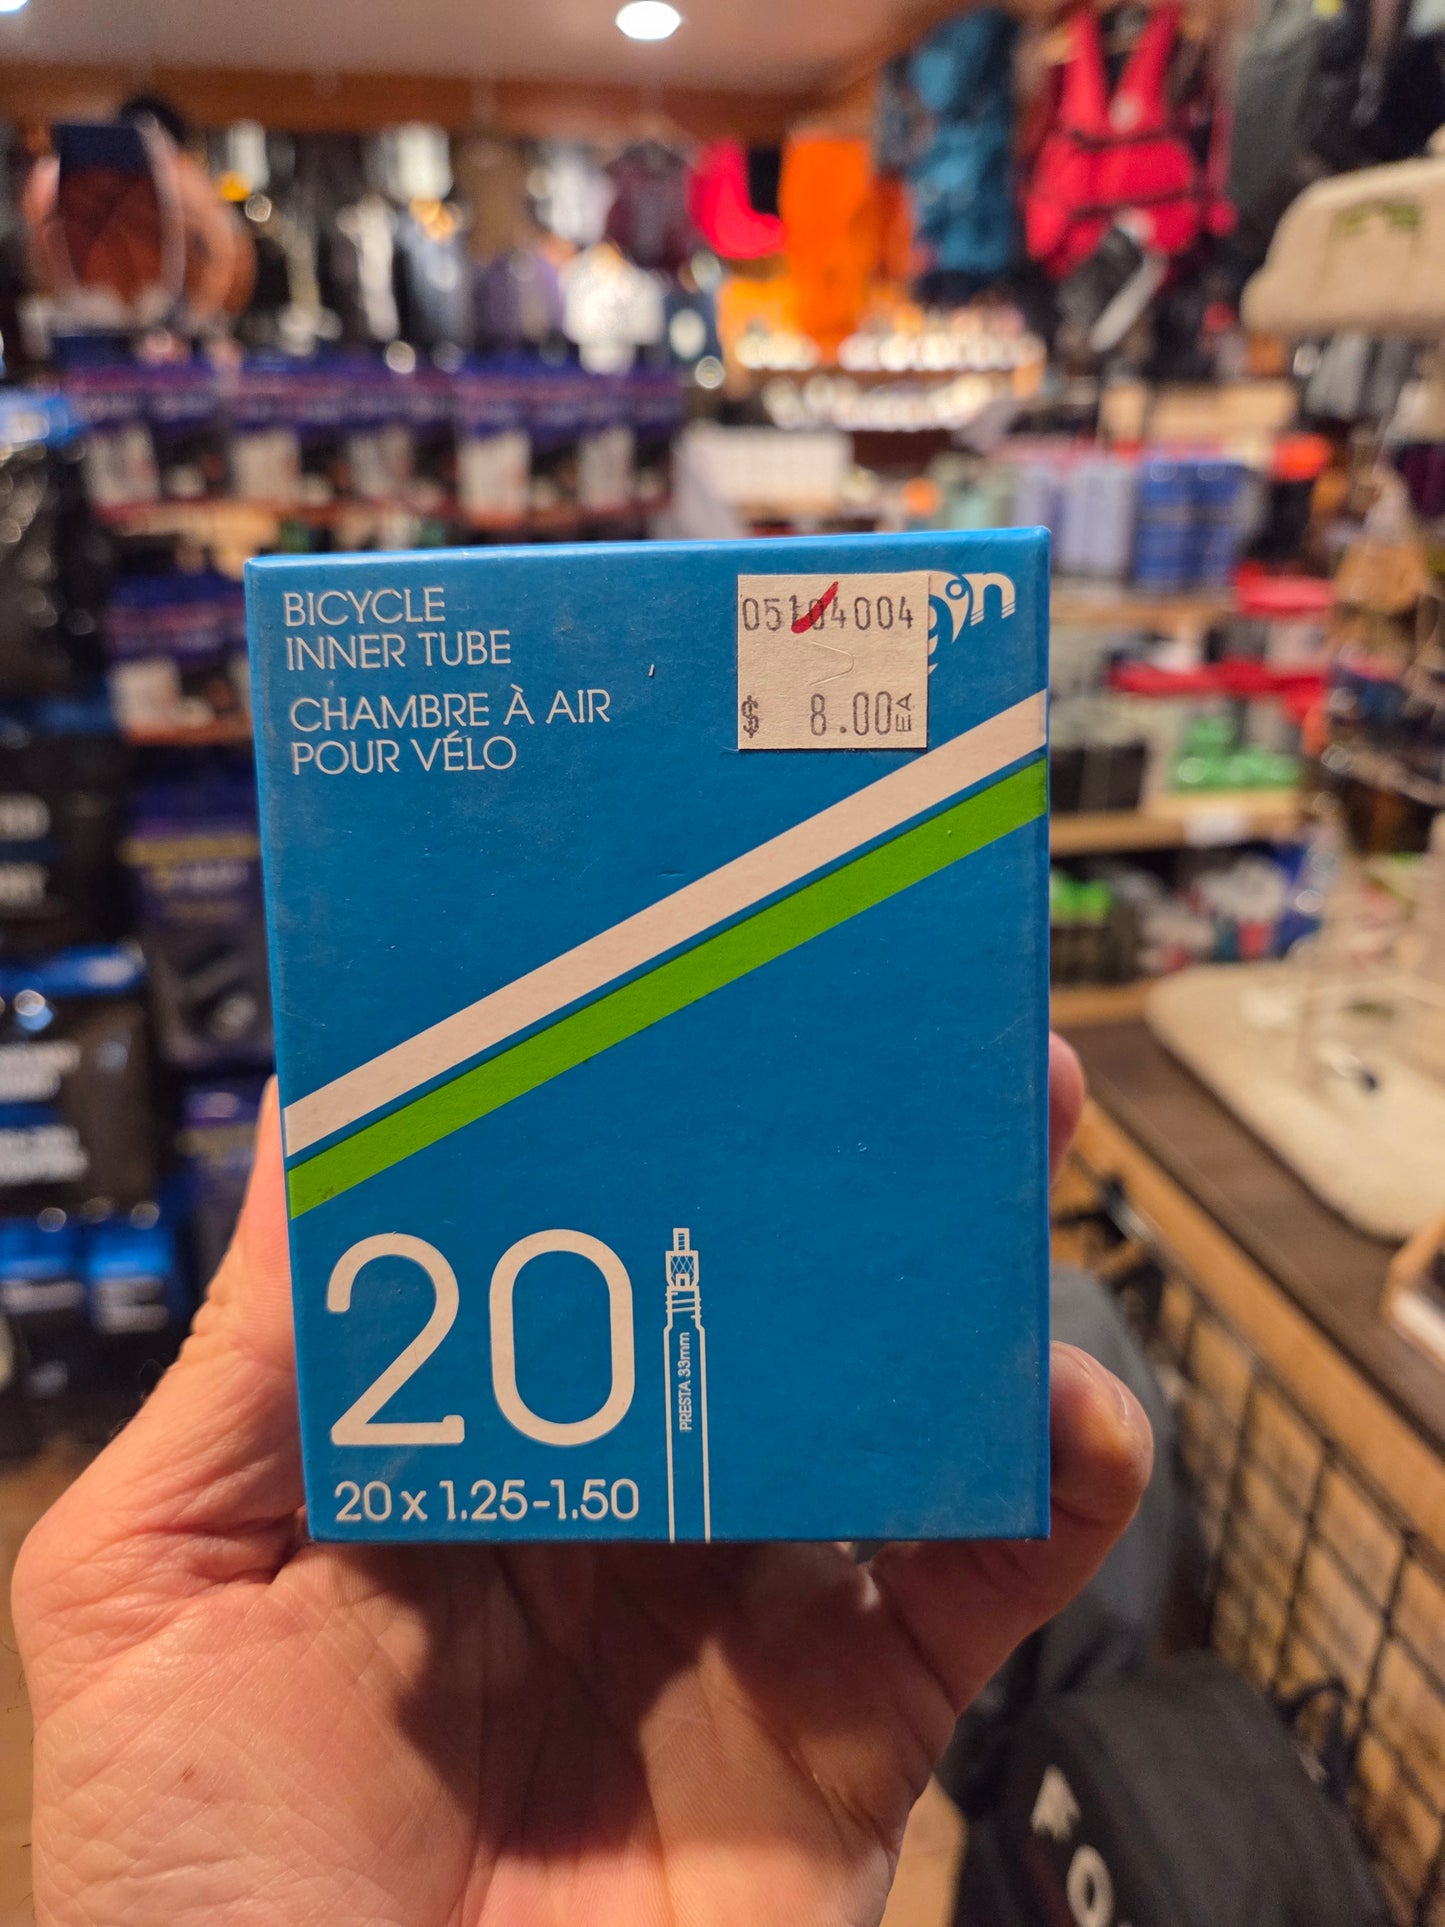 BICYCLE
INNER TUBE
CHAMBRE À AIR
POUR VÉLO
05104004
$ 8.00 EA
20
PRESTA 33mm
20 x 1.25-1.50